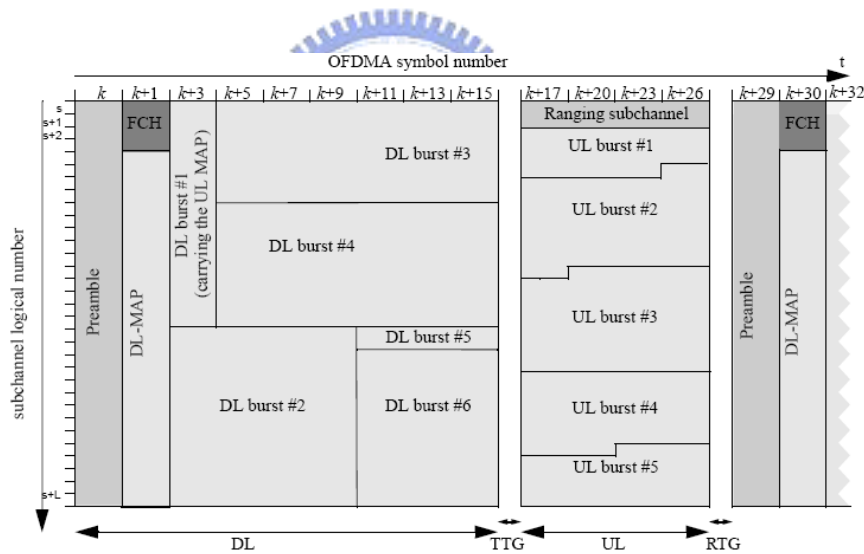 OFDMA symbol number
t
k k+1 k+3 k+5 k+7 k+9 k+11 k+13 k+15 k+17 k+20 k+23 k+26 k+29 k+30 k+32
s
s+1
s+2
s+L
subchannel logical number
Preamble
FCH
DL-MAP
DL burst #1
(carrying the UL MAP)
DL burst #3
DL burst #4
DL burst #5
DL burst #2
DL burst #6
Ranging subchannel
UL burst #1
UL burst #2
UL burst #3
UL burst #4
UL burst #5
Preamble
FCH
DL-MAP
DL
TTG
UL
RTG